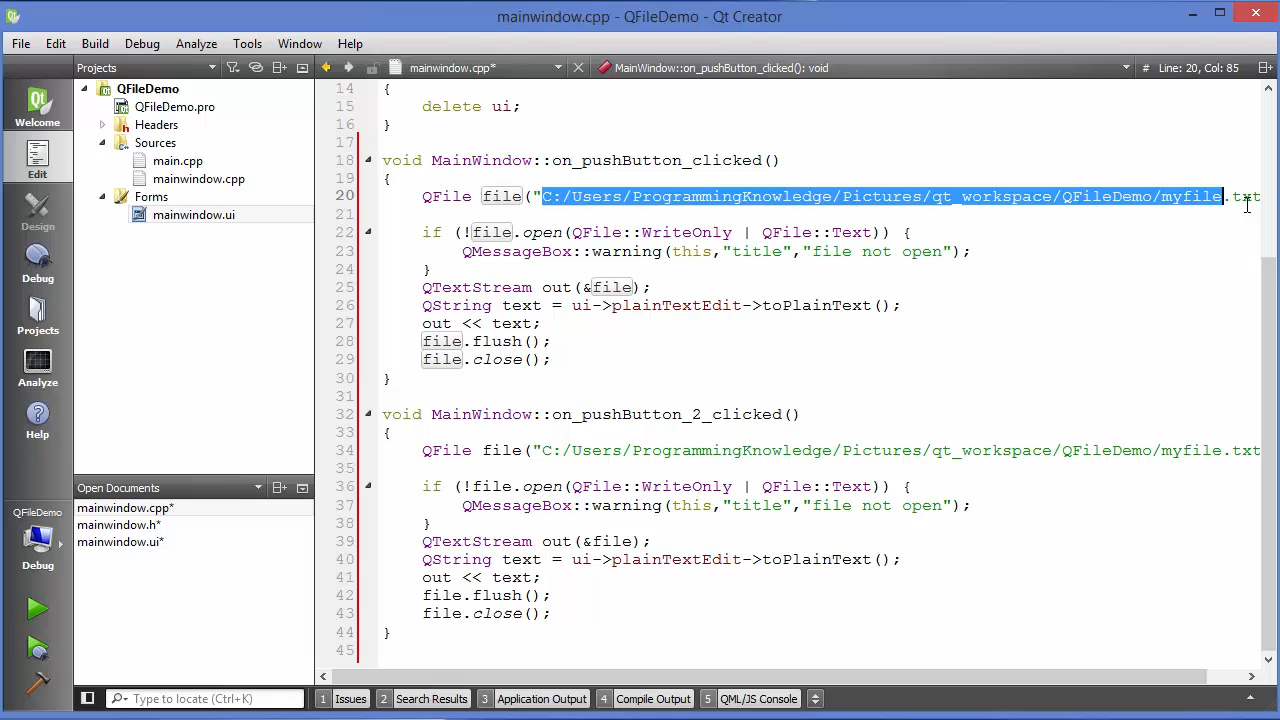 mainwindow.cpp - QFileDemo - Qt Creator
File Edit Build Debug Analyze Tools Window Help
Projects mainwindow.cpp* MainWindow::on_pushButton_clicked(): void # Line: 20, Col: 85
Welcome
Edit
Design
Debug
Projects
Analyze
Help
QFileDemo
Debug
QFileDemo
QFileDemo.pro
Headers
Sources
main.cpp
mainwindow.cpp
Forms
mainwindow.ui
Open Documents
mainwindow.cpp*
mainwindow.h*
mainwindow.ui*
14 {
15 delete ui;
16 }
17
18 void MainWindow::on_pushButton_clicked()
19 {
20 QFile file("C:/Users/ProgrammingKnowledge/Pictures/qt_workspace/QFileDemo/myfile.txt
21
22 if (!file.open(QFile::WriteOnly | QFile::Text)) {
23 QMessageBox::warning(this,"title","file not open");
24 }
25 QTextStream out(&file);
26 QString text = ui->plainTextEdit->toPlainText();
27 out << text;
28 file.flush();
29 file.close();
30 }
31
32 void MainWindow::on_pushButton_2_clicked()
33 {
34 QFile file("C:/Users/ProgrammingKnowledge/Pictures/qt_workspace/QFileDemo/myfile.txt
35
36 if (!file.open(QFile::WriteOnly | QFile::Text)) {
37 QMessageBox::warning(this,"title","file not open");
38 }
39 QTextStream out(&file);
40 QString text = ui->plainTextEdit->toPlainText();
41 out << text;
42 file.flush();
43 file.close();
44 }
45
Type to locate (Ctrl+K) 1 Issues 2 Search Results 3 Application Output 4 Compile Output 5 QML/JS Console